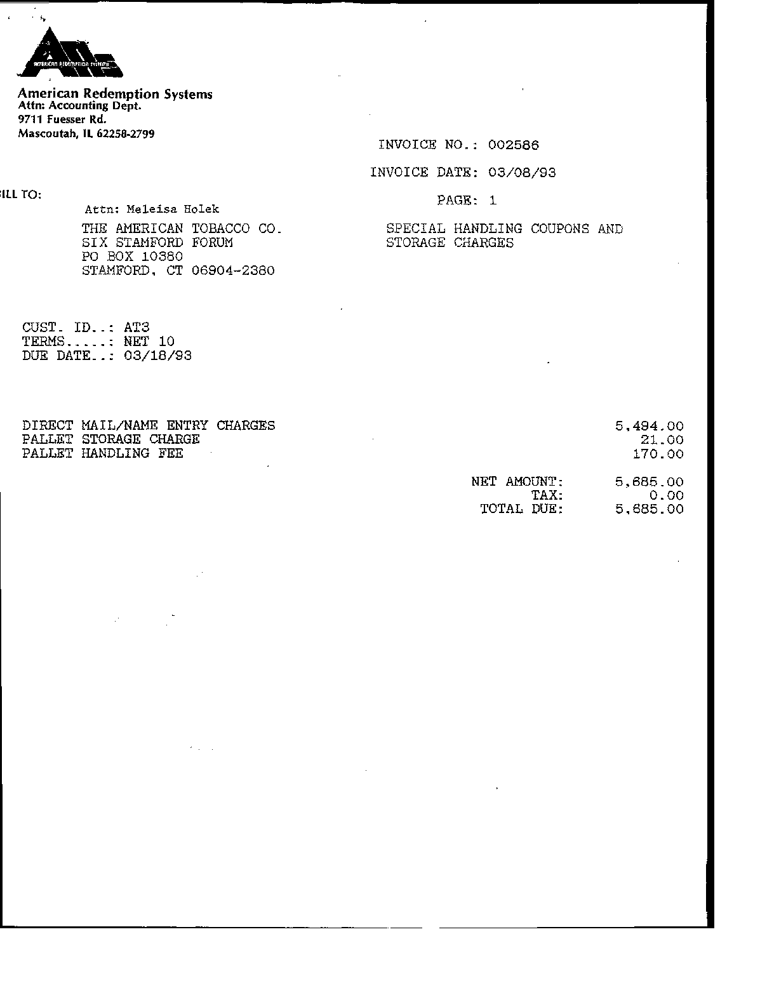 AMERICAN REDEMPTION SYSTEMS
American Redemption Systems
Attn: Accounting Dept.
9711 Fuesser Rd.
Mascoutah, IL 62258-2799
INVOICE NO.: 002586
INVOICE DATE: 03/08/93
PAGE: 1
SPECIAL HANDLING COUPONS AND
STORAGE CHARGES
ILL TO:
Attn: Meleisa Holek
THE AMERICAN TOBACCO CO.
SIX STAMFORD FORUM
PO BOX 10380
STAMFORD, CT 06904-2380
CUST. ID..: AT3
TERMS.....: NET 10
DUE DATE..: 03/18/93
DIRECT MAIL/NAME ENTRY CHARGES 5,494.00
PALLET STORAGE CHARGE 21.00
PALLET HANDLING FEE 170.00
NET AMOUNT: 5,685.00
TAX: 0.00
TOTAL DUE: 5,685.00